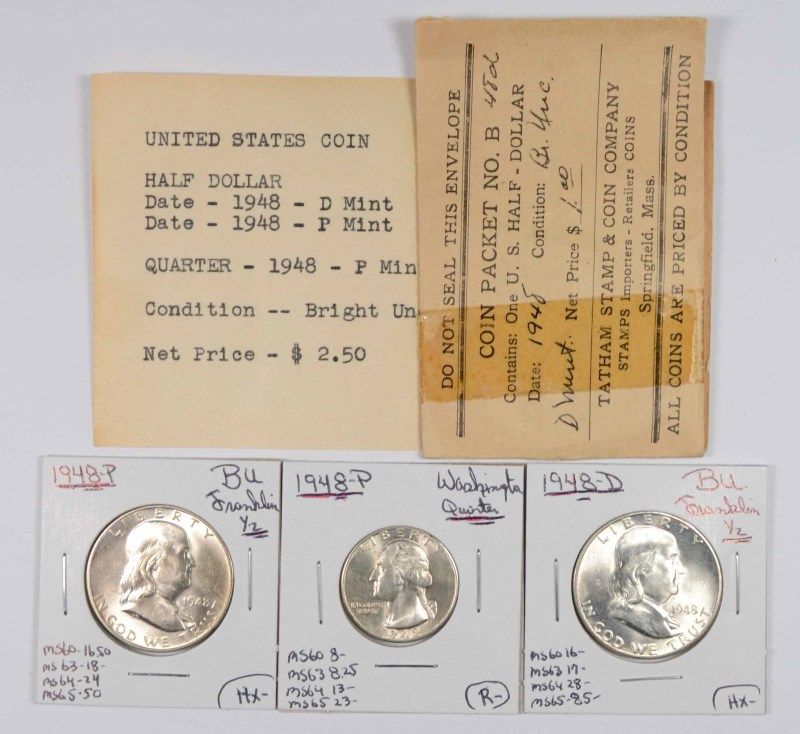 UNITED STATES COIN
HALF DOLLAR
Date - 1948 - D Mint
Date - 1948 - P Mint
QUARTER - 1948 - P Min
Condition -- Bright Un
Net Price - $ 2.50
DO NOT SEAL THIS ENVELOPE
COIN PACKET NO. B 48d
Contains: One U. S. HALF - DOLLAR
Date: 1948 Condition: Br. Unc.
D Mint. Net Price $ 1.00
TATHAM STAMP & COIN COMPANY
STAMPS Importers - Retailers COINS
Springfield, Mass.
ALL COINS ARE PRICED BY CONDITION
1948-P
BU
Franklin
1/2
LIBERTY
1948
IN GOD WE TRUST
MS60-16.50
MS63-18-
MS64-24
MS65-50
HX-
1948-P
Washington
Quarter
LIBERTY
IN GOD WE TRUST
1948
MS60 8-
MS63 8.25
MS64 13-
MS65 23-
R-
1948-D
BU.
Franklin
1/2
LIBERTY
1948
IN GOD WE TRUST
MS60 16-
MS63 17-
MS64 28-
MS65-85-
HX-